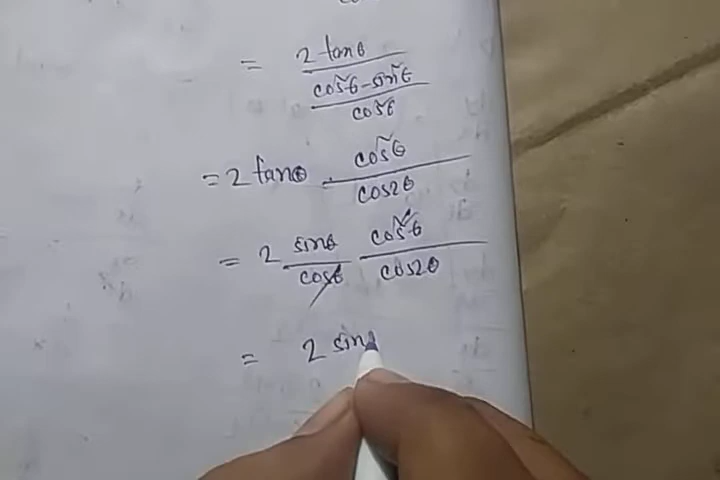 = 2 tanθ / ((cos²θ - sin²θ) / cos²θ)
= 2 tanθ · cos²θ / cos2θ
= 2 sinθ / cosθ cos²θ / cos2θ
= 2 sin